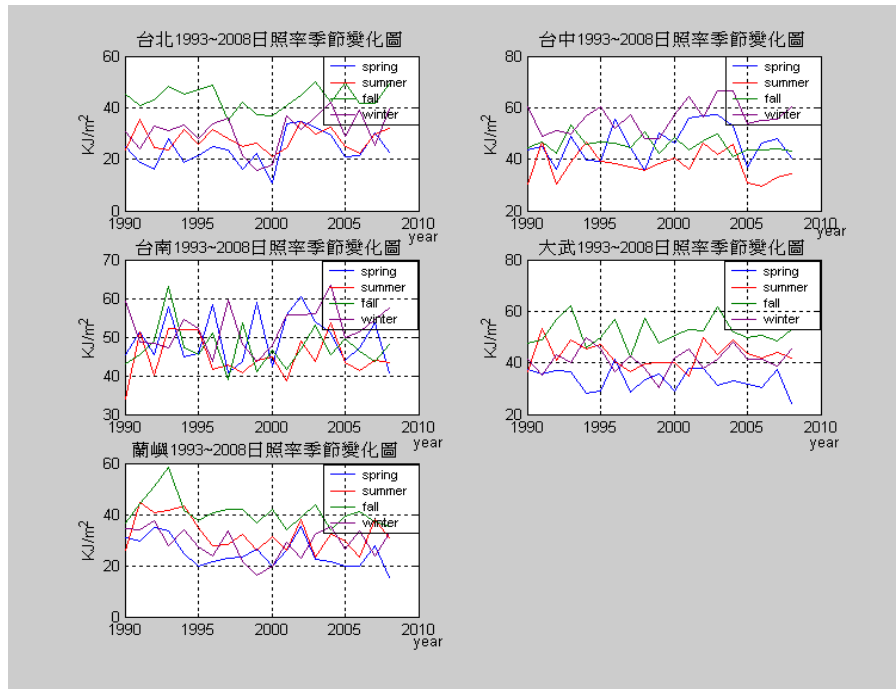 台北1993~2008日照率季節變化圖
60
40
20
0
KJ/m²
1990 1995 2000 2005 2010
year
spring
summer
fall
winter
台中1993~2008日照率季節變化圖
80
60
40
20
1990 1995 2000 2005 2010
year
spring
summer
fall
winter
台南1993~2008日照率季節變化圖
70
60
50
40
30
1990 1995 2000 2005 2010
spring
summer
fall
winter
大武1993~2008日照率季節變化圖
80
60
40
20
1990 1995 2000 2005 2010
spring
summer
fall
winter
蘭嶼1993~2008日照率季節變化圖
60
40
20
0
KJ/m²
1990 1995 2000 2005 2010
year
spring
summer
fall
winter